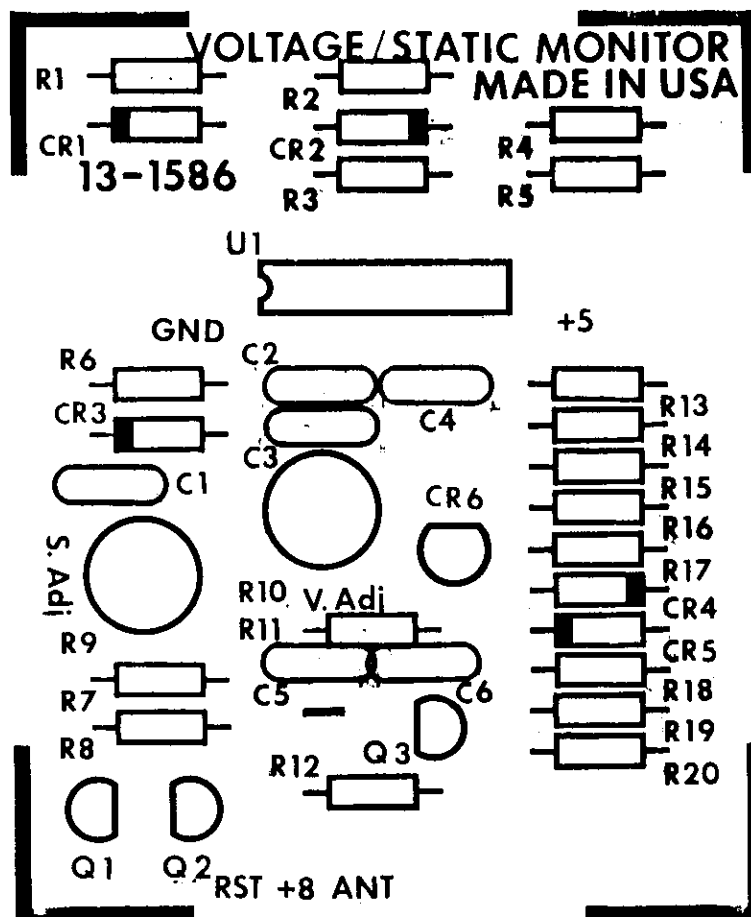 VOLTAGE/STATIC MONITOR
MADE IN USA
R1
R2
CR1
CR2
R4
13-1586
R3
R5
U1
GND
+5
R6
C2
CR3
C4
R13
C3
R14
C1
CR6
R15
R16
S. Adj
R17
R10
V. Adj
CR4
R11
R9
CR5
R7
C5
C6
R18
R8
Q3
R19
R12
R20
Q1
Q2
RST +8 ANT